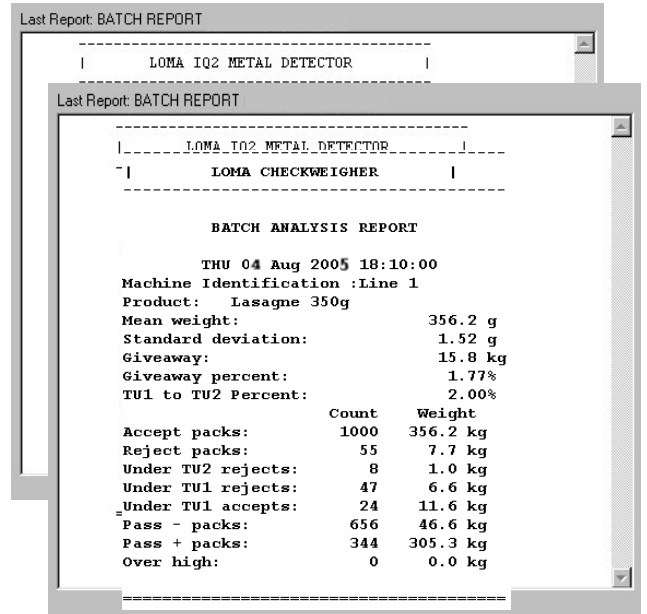 Last Report: BATCH REPORT
| LOMA IQ2 METAL DETECTOR |
Last Report: BATCH REPORT
| LOMA IQ2 METAL DETECTOR |
| LOMA CHECKWEIGHER |
BATCH ANALYSIS REPORT
THU 04 Aug 2005 18:10:00
Machine Identification :Line 1
Product: Lasagne 350g
Mean weight: 356.2 g
Standard deviation: 1.52 g
Giveaway: 15.8 kg
Giveaway percent: 1.77%
TU1 to TU2 Percent: 2.00%
Count Weight
Accept packs: 1000 356.2 kg
Reject packs: 55 7.7 kg
Under TU2 rejects: 8 1.0 kg
Under TU1 rejects: 47 6.6 kg
Under TU1 accepts: 24 11.6 kg
Pass - packs: 656 46.6 kg
Pass + packs: 344 305.3 kg
Over high: 0 0.0 kg